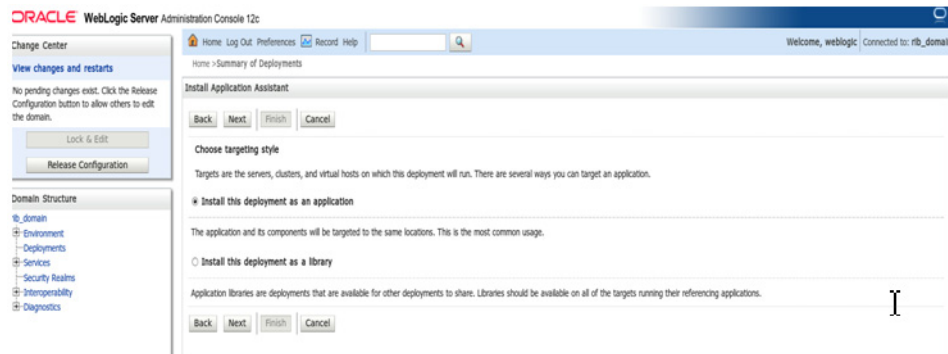 ORACLE WebLogic Server Administration Console 12c
Change Center
View changes and restarts
No pending changes exist. Click the Release
Configuration button to allow others to edit
the domain.
Lock & Edit
Release Configuration
Domain Structure
rib_domain
Environment
Deployments
Services
Security Realms
Interoperability
Diagnostics
Home Log Out Preferences Record Help
Welcome, weblogic Connected to: rib_domai
Home >Summary of Deployments
Install Application Assistant
Back Next Finish Cancel
Choose targeting style
Targets are the servers, clusters, and virtual hosts on which this deployment will run. There are several ways you can target an application.
Install this deployment as an application
The application and its components will be targeted to the same locations. This is the most common usage.
Install this deployment as a library
Application libraries are deployments that are available for other deployments to share. Libraries should be available on all of the targets running their referencing applications.
Back Next Finish Cancel